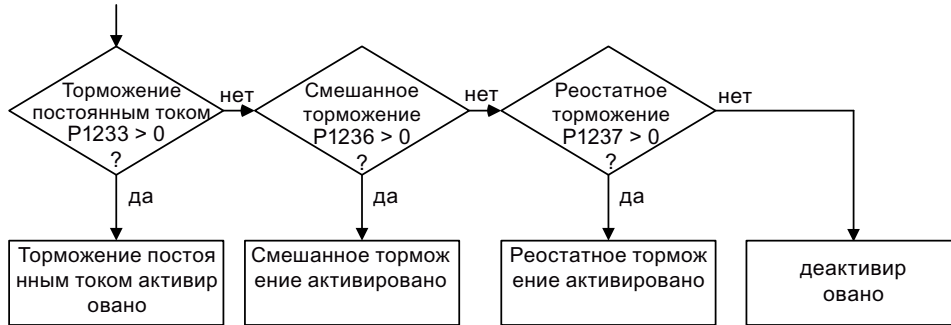 Торможение
постоянным током
P1233 > 0
?
нет
Смешанное
торможение
P1236 > 0
?
нет
Реостатное
торможение
P1237 > 0
?
нет
да
да
да
Торможение постоя
нным током активир
овано
Смешанное тормож
ение активировано
Реостатное тормож
ение активировано
деактивир
овано